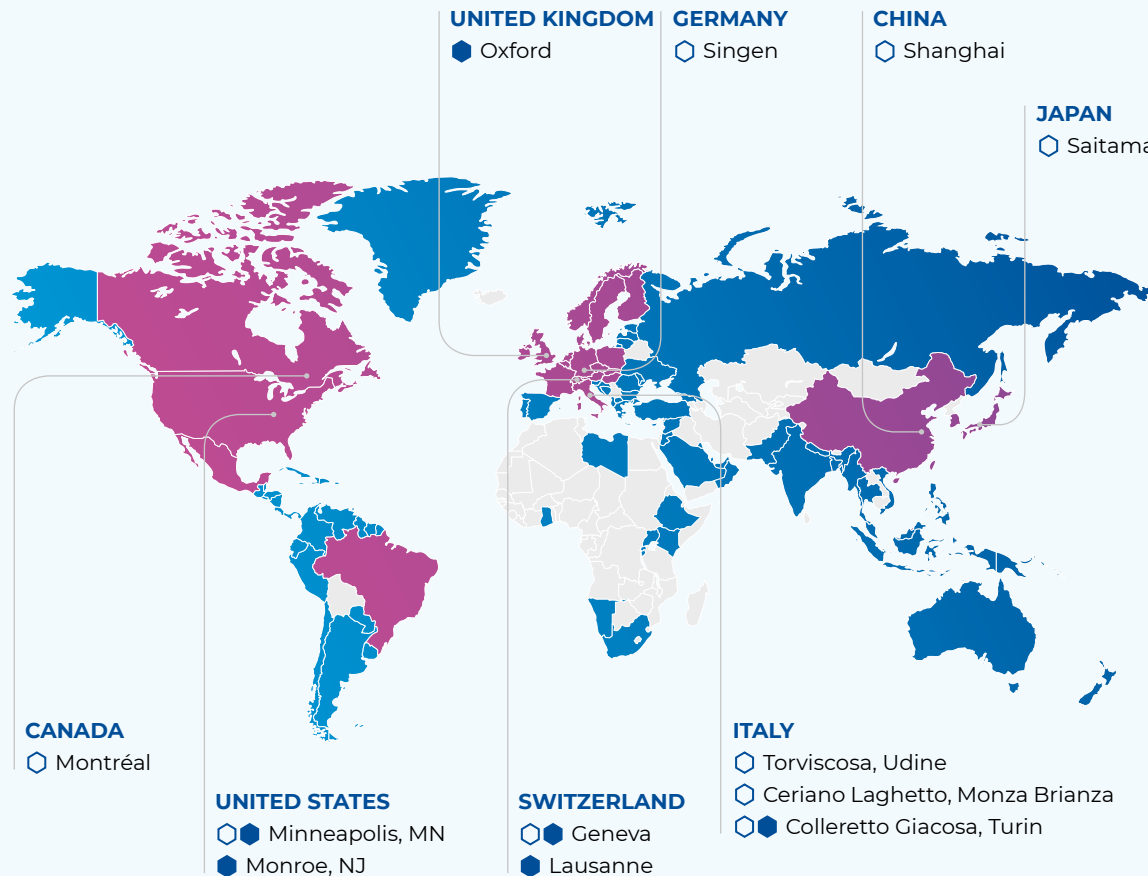 UNITED KINGDOM
Oxford
GERMANY
Singen
CHINA
Shanghai
JAPAN
Saitama
CANADA
Montréal
UNITED STATES
Minneapolis, MN
Monroe, NJ
SWITZERLAND
Geneva
Lausanne
ITALY
Torviscosa, Udine
Ceriano Laghetto, Monza Brianza
Colleretto Giacosa, Turin